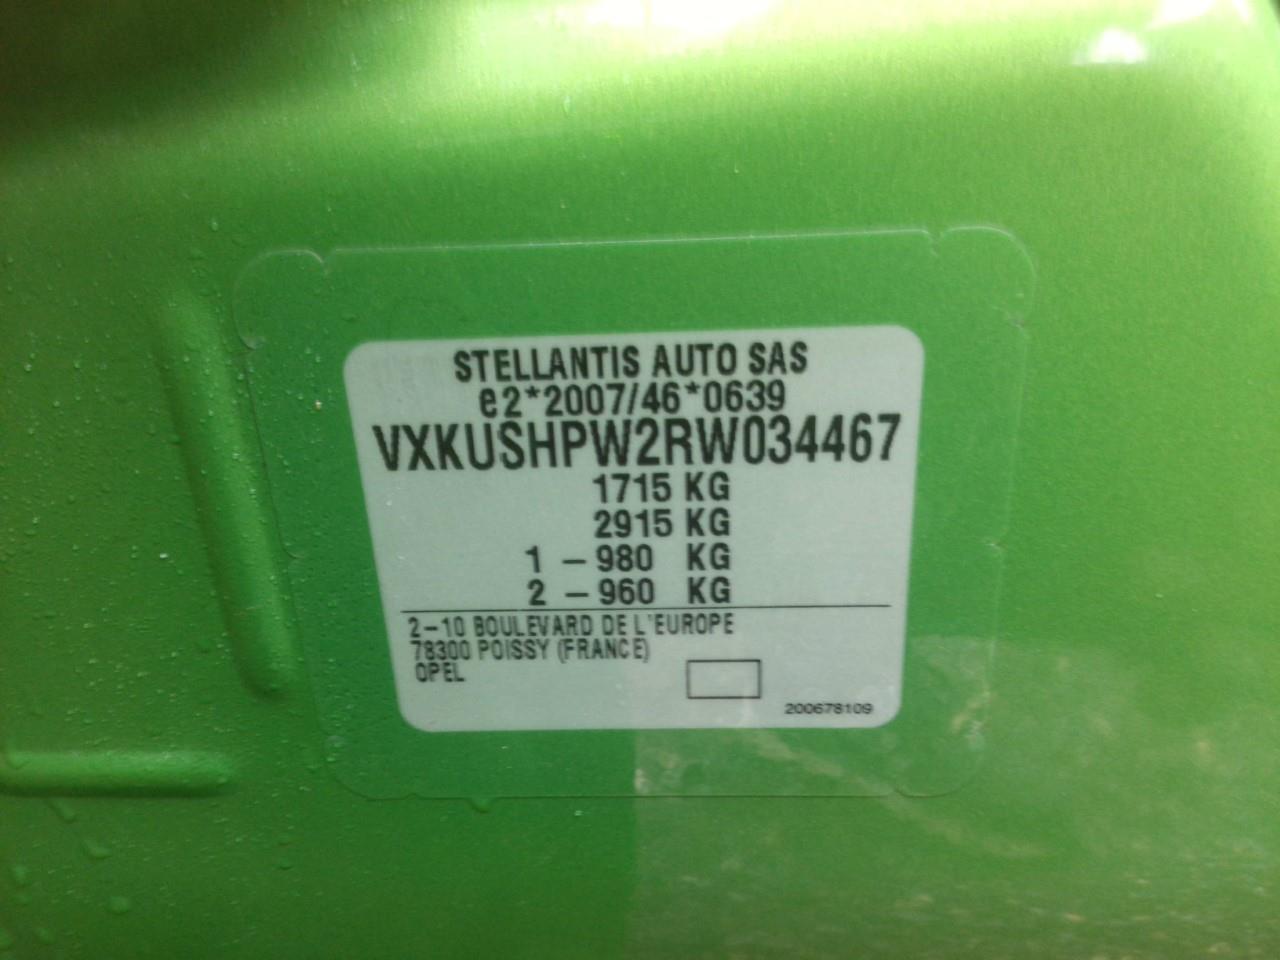 STELLANTIS AUTO SAS
e2*2007/46*0639
VXKUSHPW2RW034467
1715 KG
2915 KG
1 – 980 KG
2 – 960 KG
2–10 BOULEVARD DE L'EUROPE
78300 POISSY (FRANCE)
OPEL
200678109